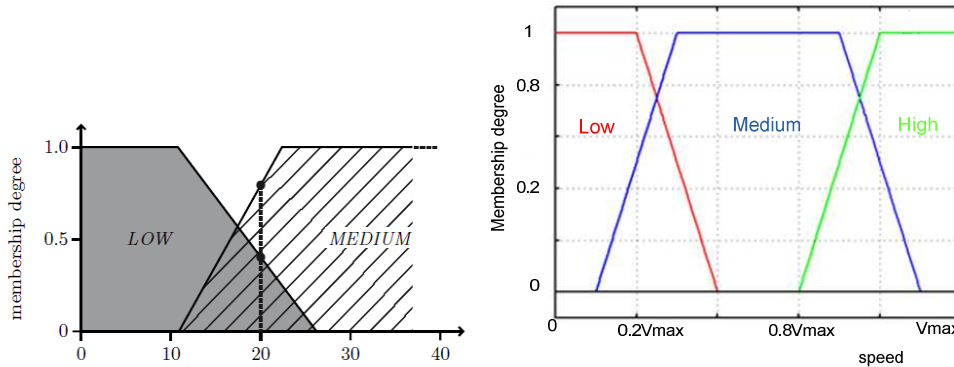 membership degree
1.0
0.5
0
LOW
MEDIUM
0 10 20 30 40
Membership degree
1
0.8
0.2
0
Low Medium High
0 0.2Vmax 0.8Vmax Vmax
speed